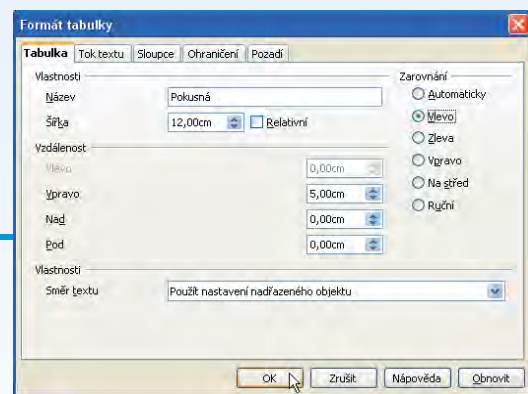 Formát tabulky
Tabulka Tok textu Sloupce Ohraničení Pozadí
Vlastnosti
Název Pokusná
Šířka 12,00cm Relativní
Vzdálenost
Vlevo 0,00cm
Vpravo 5,00cm
Nad 0,00cm
Pod 0,00cm
Zarovnání
Automaticky
Vlevo
Zleva
Vpravo
Na střed
Ruční
Vlastnosti
Směr textu Použít nastavení nadřazeného objektu
OK Zrušit Nápověda Obnovit